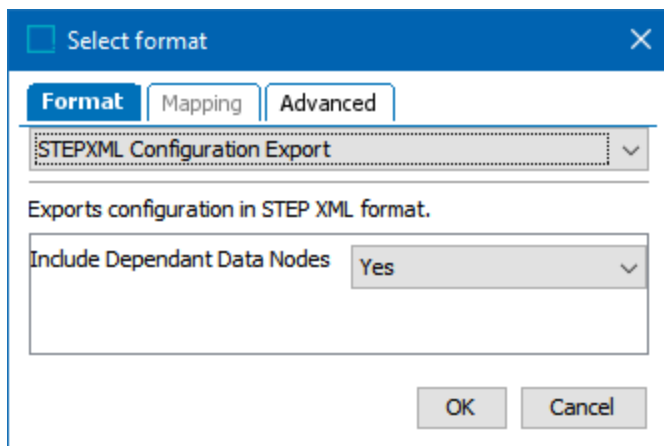 Select format
Format Mapping Advanced
STEPXML Configuration Export
Exports configuration in STEP XML format.
Include Dependant Data Nodes Yes
OK Cancel